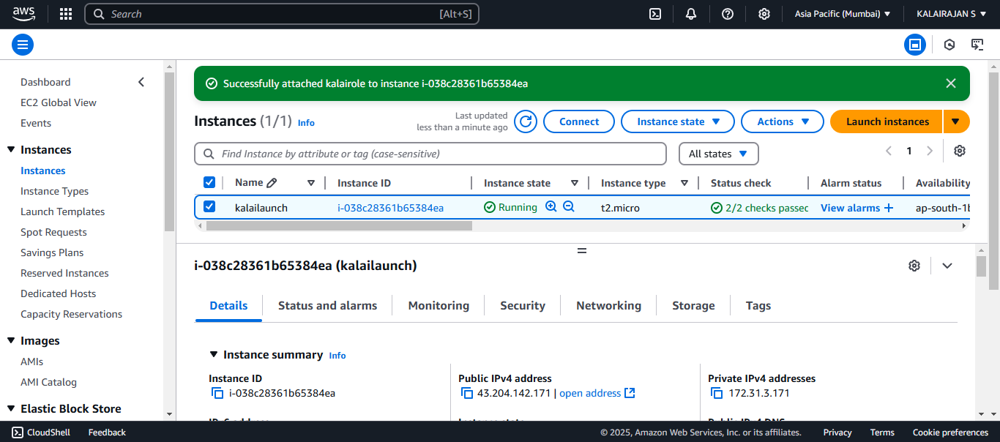 aws
Search [Alt+S]
Asia Pacific (Mumbai) KALAIRAJAN S
Dashboard
EC2 Global View
Events
Instances
Instances
Instance Types
Launch Templates
Spot Requests
Savings Plans
Reserved Instances
Dedicated Hosts
Capacity Reservations
Images
AMIs
AMI Catalog
Elastic Block Store
Successfully attached kalairole to instance i-038c28361b65384ea
Instances (1/1) Info
Last updated
less than a minute ago
Connect Instance state Actions Launch instances
Find Instance by attribute or tag (case-sensitive) All states 1
Name Instance ID Instance state Instance type Status check Alarm status Availability
kalailaunch i-038c28361b65384ea Running t2.micro 2/2 checks passec View alarms + ap-south-1b
i-038c28361b65384ea (kalailaunch)
Details Status and alarms Monitoring Security Networking Storage Tags
Instance summary Info
Instance ID Public IPv4 address Private IPv4 addresses
i-038c28361b65384ea 43.204.142.171 | open address 172.31.3.171
CloudShell Feedback © 2025, Amazon Web Services, Inc. or its affiliates. Privacy Terms Cookie preferences